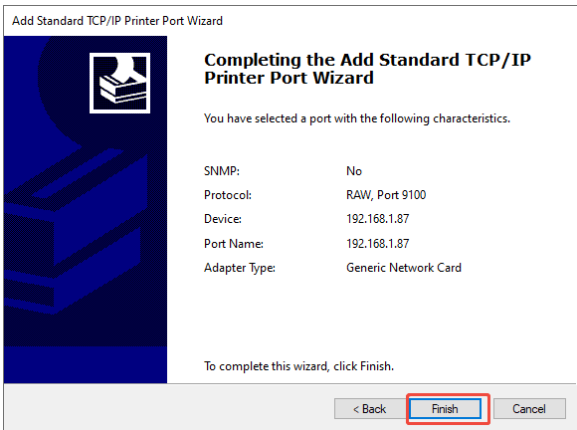 Add Standard TCP/IP Printer Port Wizard
Completing the Add Standard TCP/IP
Printer Port Wizard
You have selected a port with the following characteristics.
SNMP: No
Protocol: RAW, Port 9100
Device: 192.168.1.87
Port Name: 192.168.1.87
Adapter Type: Generic Network Card
To complete this wizard, click Finish.
< Back Finish Cancel